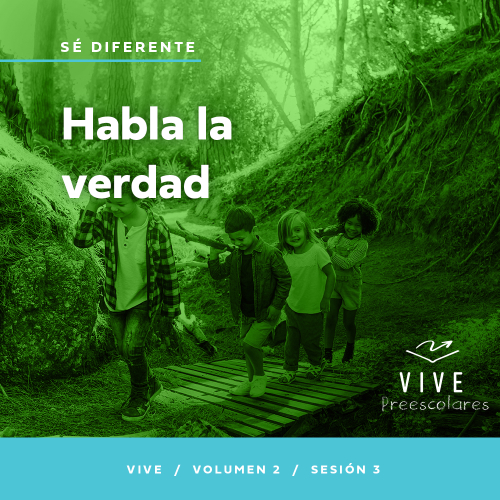 SÉ DIFERENTE
Habla la
verdad
VIVE
Preescolares
VIVE / VOLUMEN 2 / SESIÓN 3